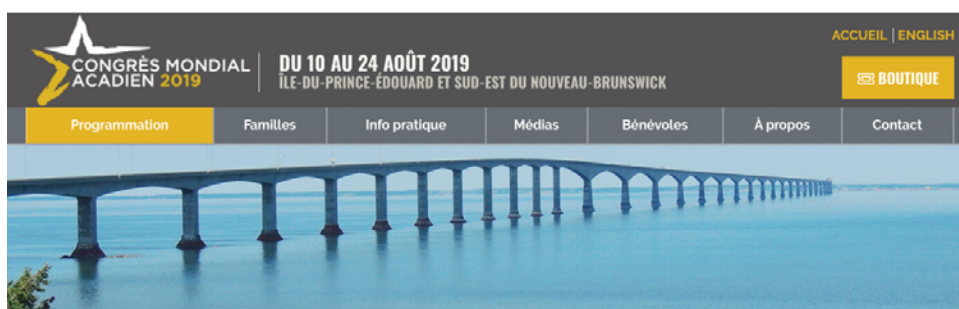 ACCUEIL | ENGLISH
CONGRÈS MONDIAL
ACADIEN 2019
DU 10 AU 24 AOÛT 2019
ÎLE-DU-PRINCE-ÉDOUARD ET SUD-EST DU NOUVEAU-BRUNSWICK
BOUTIQUE
Programmation Familles Info pratique Médias Bénévoles À propos Contact